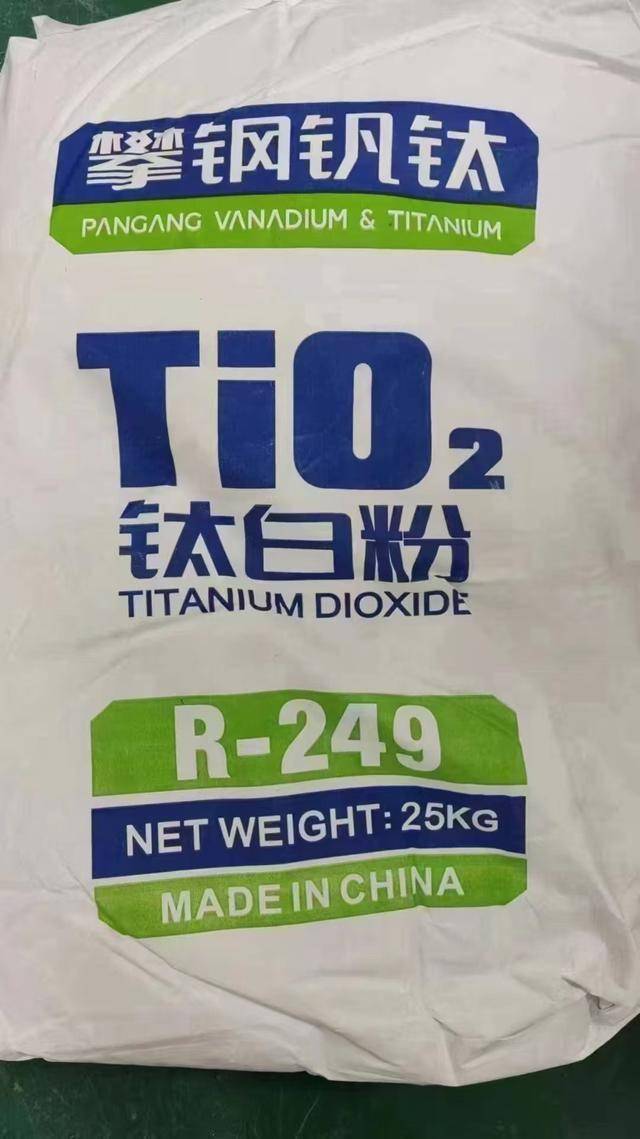 攀钢钒钛
PANGANG VANADIUM & TITANIUM
TiO₂
钛白粉
TITANIUM DIOXIDE
R-249
NET WEIGHT: 25KG
MADE IN CHINA